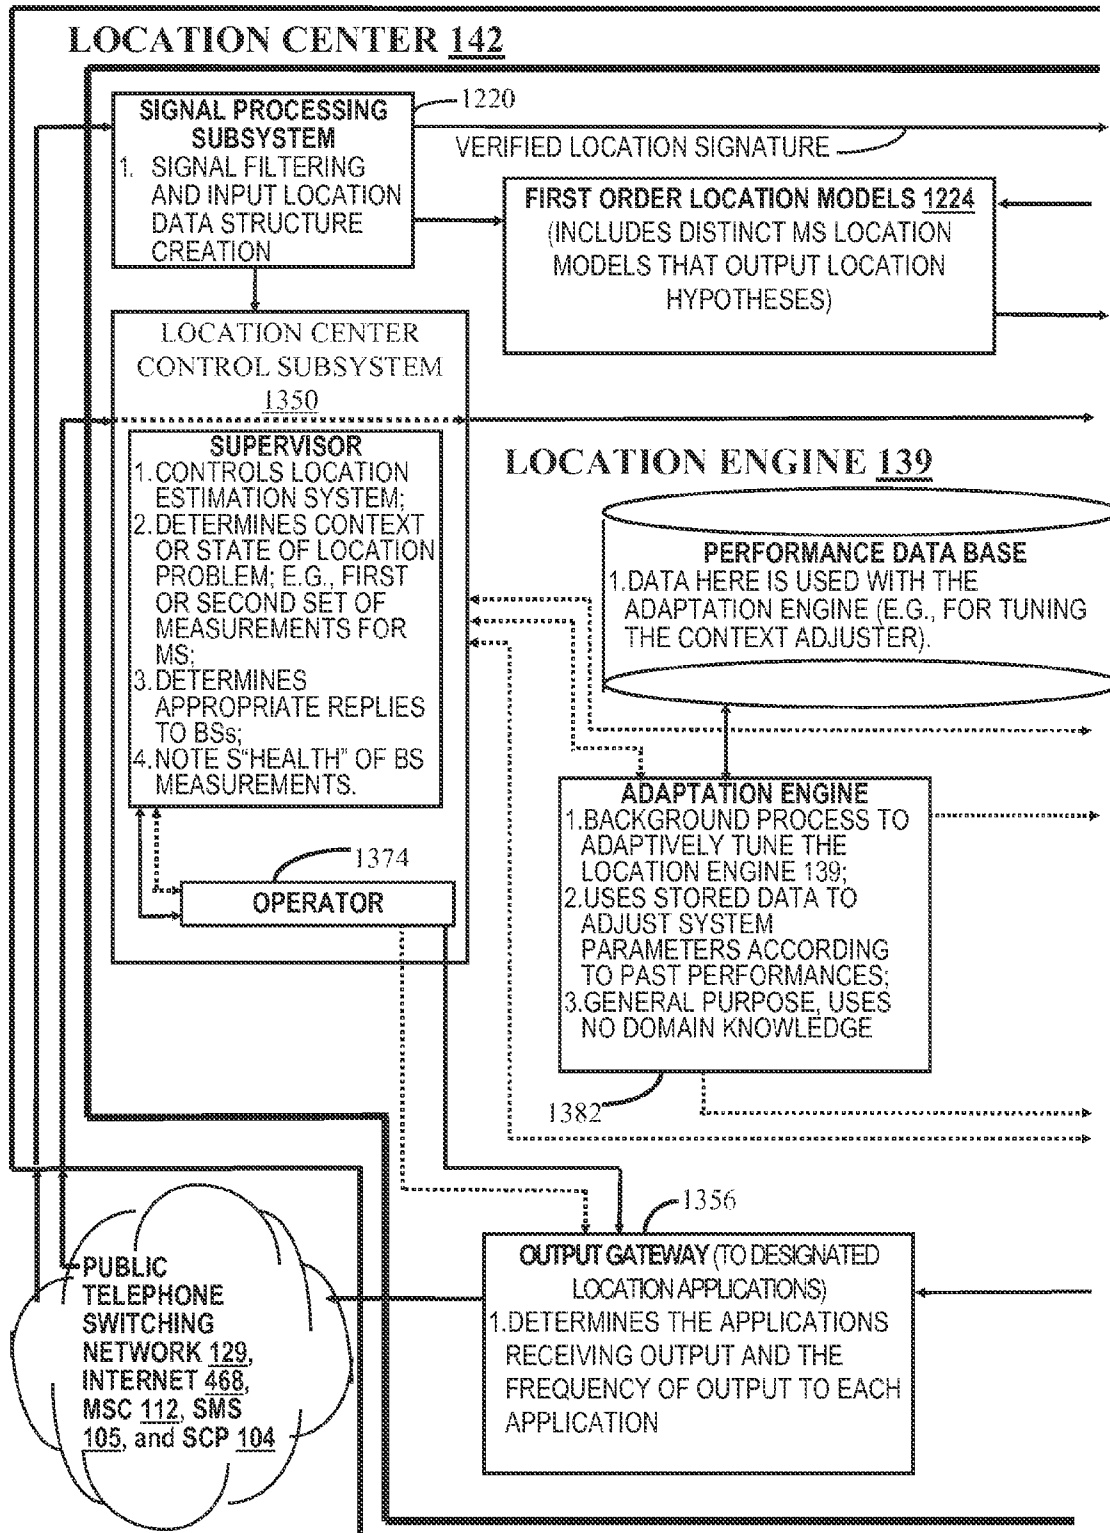 LOCATION CENTER 142
SIGNAL PROCESSING
SUBSYSTEM
1. SIGNAL FILTERING
AND INPUT LOCATION
DATA STRUCTURE
CREATION
1220
VERIFIED LOCATION SIGNATURE
FIRST ORDER LOCATION MODELS 1224
(INCLUDES DISTINCT MS LOCATION
MODELS THAT OUTPUT LOCATION
HYPOTHESES)
LOCATION CENTER
CONTROL SUBSYSTEM
1350
SUPERVISOR
1.CONTROLS LOCATION
ESTIMATION SYSTEM;
2.DETERMINES CONTEXT
OR STATE OF LOCATION
PROBLEM; E.G., FIRST
OR SECOND SET OF
MEASUREMENTS FOR
MS;
3.DETERMINES
APPROPRIATE REPLIES
TO BSs;
4.NOTE S"HEALTH" OF BS
MEASUREMENTS.
1374
OPERATOR
LOCATION ENGINE 139
PERFORMANCE DATA BASE
1.DATA HERE IS USED WITH THE
ADAPTATION ENGINE (E.G., FOR TUNING
THE CONTEXT ADJUSTER).
ADAPTATION ENGINE
1.BACKGROUND PROCESS TO
ADAPTIVELY TUNE THE
LOCATION ENGINE 139;
2.USES STORED DATA TO
ADJUST SYSTEM
PARAMETERS ACCORDING
TO PAST PERFORMANCES;
3.GENERAL PURPOSE, USES
NO DOMAIN KNOWLEDGE
1382
1356
OUTPUT GATEWAY (TO DESIGNATED
LOCATION APPLICATIONS)
1.DETERMINES THE APPLICATIONS
RECEIVING OUTPUT AND THE
FREQUENCY OF OUTPUT TO EACH
APPLICATION
PUBLIC
TELEPHONE
SWITCHING
NETWORK 129,
INTERNET 468,
MSC 112, SMS
105, and SCP 104